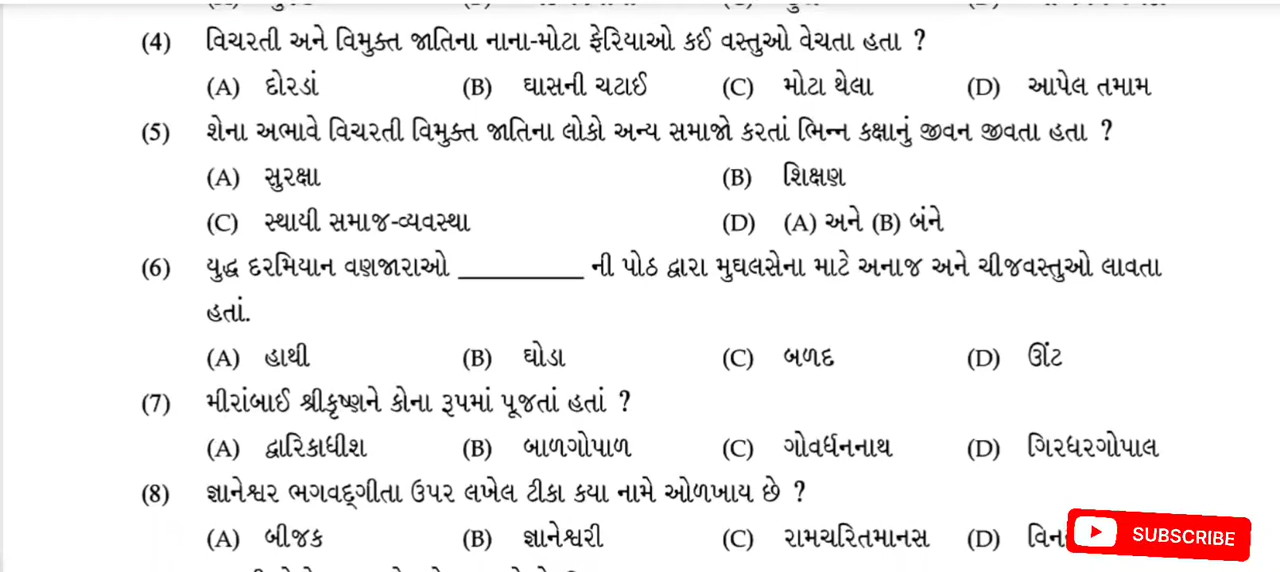 (4) વિચરતી અને વિમુક્ત જાતિના નાના-મોટા ફેરિયાઓ કઈ વસ્તુઓ વેચતા હતા ?
(A) દોરડાં (B) ઘાસની ચટાઈ (C) મોટા થેલા (D) આપેલ તમામ
(5) શેના અભાવે વિચરતી વિમુક્ત જાતિના લોકો અન્ય સમાજો કરતાં ભિન્ન કક્ષાનું જીવન જીવતા હતા ?
(A) સુરક્ષા (B) શિક્ષણ
(C) સ્થાયી સમાજ-વ્યવસ્થા (D) (A) અને (B) બંને
(6) યુદ્ધ દરમિયાન વણજારાઓ __________ ની પોઠ દ્વારા મુઘલસેના માટે અનાજ અને ચીજવસ્તુઓ લાવતા
હતાં.
(A) હાથી (B) ઘોડા (C) બળદ (D) ઊંટ
(7) મીરાંબાઈ શ્રીકૃષ્ણને કોના રૂપમાં પૂજતાં હતાં ?
(A) દ્વારિકાધીશ (B) બાળગોપાળ (C) ગોવર્ધનનાથ (D) ગિરધરગોપાલ
(8) જ્ઞાનેશ્વર ભગવદ્ગીતા ઉપર લખેલ ટીકા કયા નામે ઓળખાય છે ?
(A) બીજક (B) જ્ઞાનેશ્વરી (C) રામચરિતમાનસ (D)
SUBSCRIBE